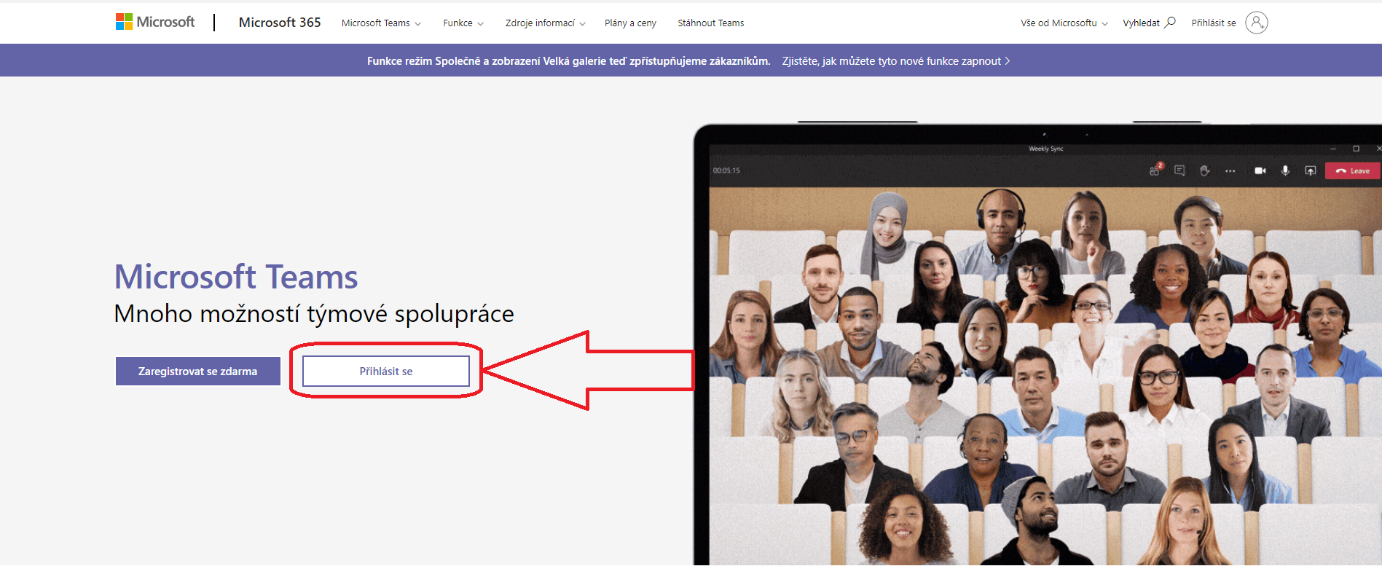 Microsoft | Microsoft 365 Microsoft Teams Funkce Zdroje informací Plány a ceny Stáhnout Teams Vše od Microsoftu Vyhledat Přihlásit se
Funkce režim Společně a zobrazení Velká galerie teď zpřístupňujeme zákazníkům. Zjistěte, jak můžete tyto nové funkce zapnout >
Weekly Sync
00:05:15 2 Leave
Microsoft Teams
Mnoho možností týmové spolupráce
Zaregistrovat se zdarma Přihlásit se